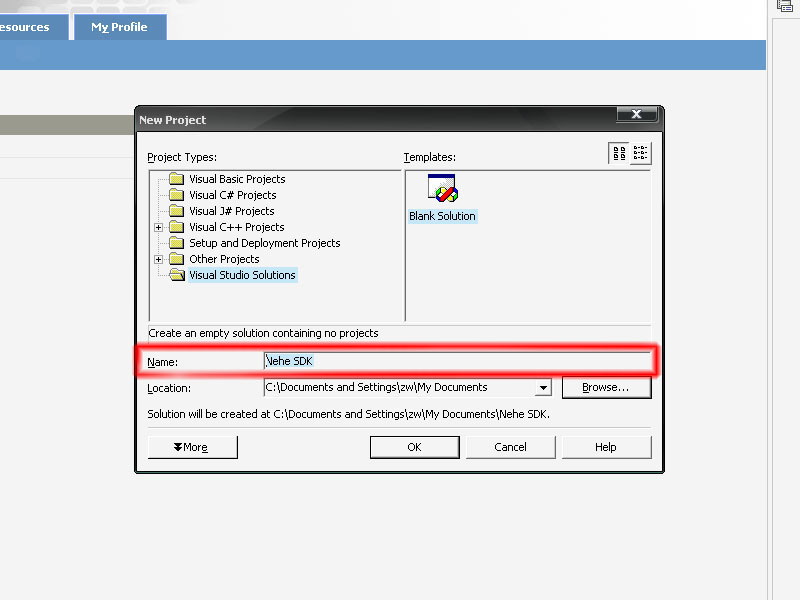 esources My Profile
New Project
Project Types: Templates:
Visual Basic Projects
Visual C# Projects
Visual J# Projects
Visual C++ Projects
Setup and Deployment Projects
Other Projects
Visual Studio Solutions
Blank Solution
Create an empty solution containing no projects
Name: Nehe SDK
Location: C:\Documents and Settings\zw\My Documents Browse...
Solution will be created at C:\Documents and Settings\zw\My Documents\Nehe SDK.
More OK Cancel Help